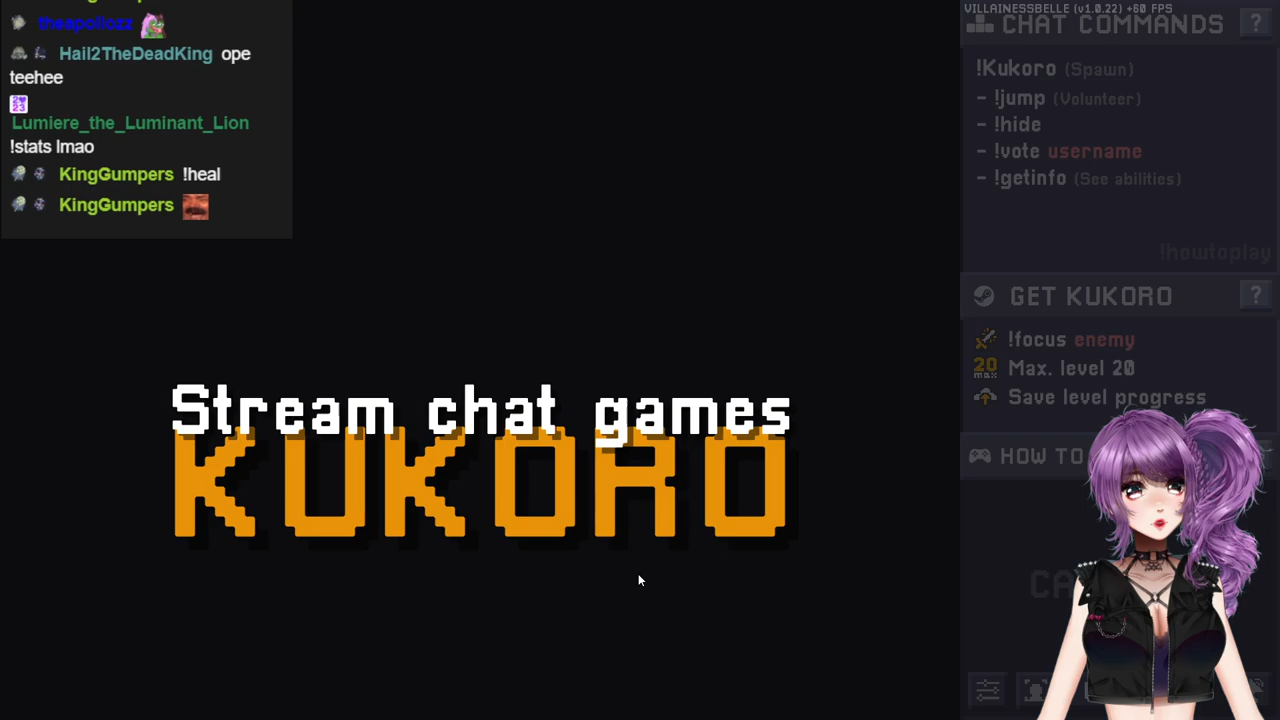 theapollozz
Hail2TheDeadKing ope
teehee
Lumiere_the_Luminant_Lion
!stats lmao
KingGumpers !heal
KingGumpers
Stream chat games
KUKORO
VILLAINESSBELLE (v1.0.22) +60 FPS
CHAT COMMANDS ?
!Kukoro (Spawn)
- !jump (Volunteer)
- !hide
- !vote username
- !getinfo (See abilities)
!howtoplay
GET KUKORO ?
!focus enemy
20 max Max. level 20
Save level progress
HOW TO